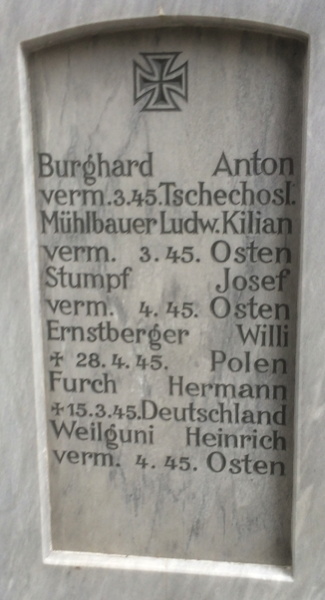 Burghard Anton
verm.3.45.Tschechosl.
Mühlbauer Ludw.Kilian
verm. 3.45. Osten
Stumpf Josef
verm. 4.45. Osten
Ernstberger Willi
✝ 28.4.45. Polen
Furch Hermann
✝15.3.45.Deutschland
Weilguni Heinrich
verm. 4.45. Osten